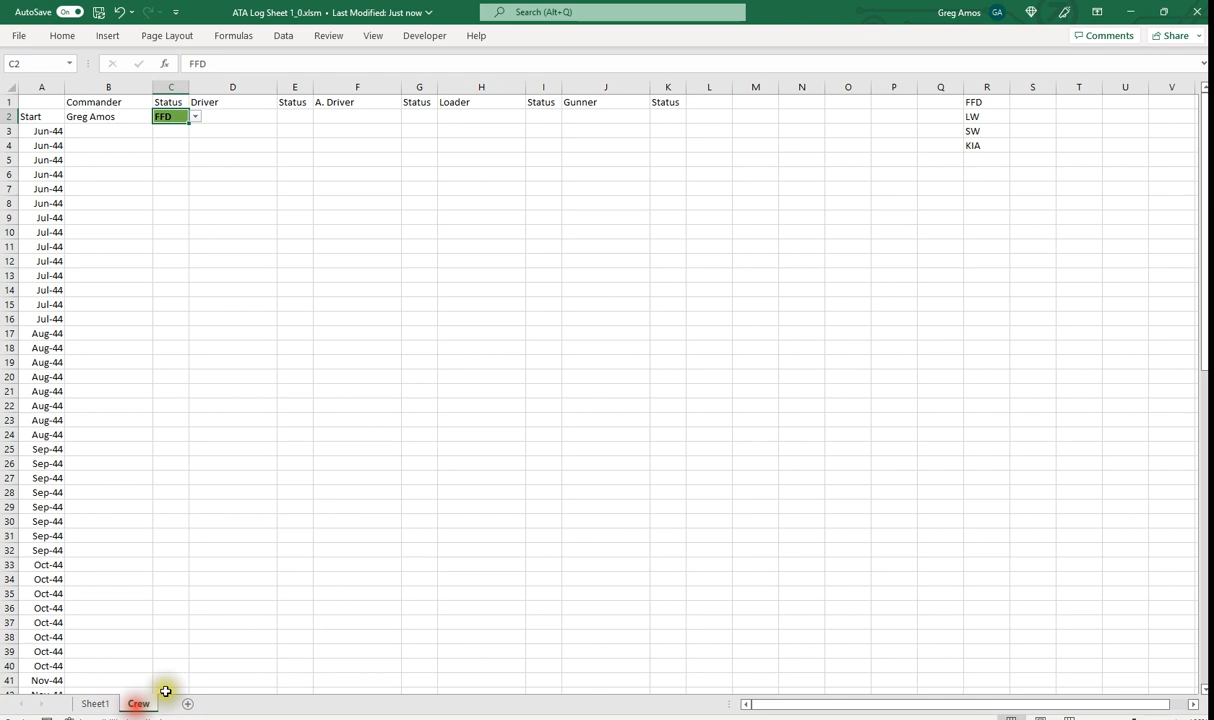 AutoSave On ATA Log Sheet 1_0.xlsm • Last Modified: Just now Search (Alt+Q) Greg Amos GA
File Home Insert Page Layout Formulas Data Review View Developer Help Comments Share
C2 fx FFD
A B C D E F G H I J K L M N O P Q R S T U V
1 Commander Status Driver Status A. Driver Status Loader Status Gunner Status FFD
2 Start Greg Amos FFD LW
3 Jun-44 SW
4 Jun-44 KIA
5 Jun-44
6 Jun-44
7 Jun-44
8 Jun-44
9 Jul-44
10 Jul-44
11 Jul-44
12 Jul-44
13 Jul-44
14 Jul-44
15 Jul-44
16 Jul-44
17 Aug-44
18 Aug-44
19 Aug-44
20 Aug-44
21 Aug-44
22 Aug-44
23 Aug-44
24 Aug-44
25 Sep-44
26 Sep-44
27 Sep-44
28 Sep-44
29 Sep-44
30 Sep-44
31 Sep-44
32 Sep-44
33 Oct-44
34 Oct-44
35 Oct-44
36 Oct-44
37 Oct-44
38 Oct-44
39 Oct-44
40 Oct-44
41 Nov-44
Sheet1 Crew